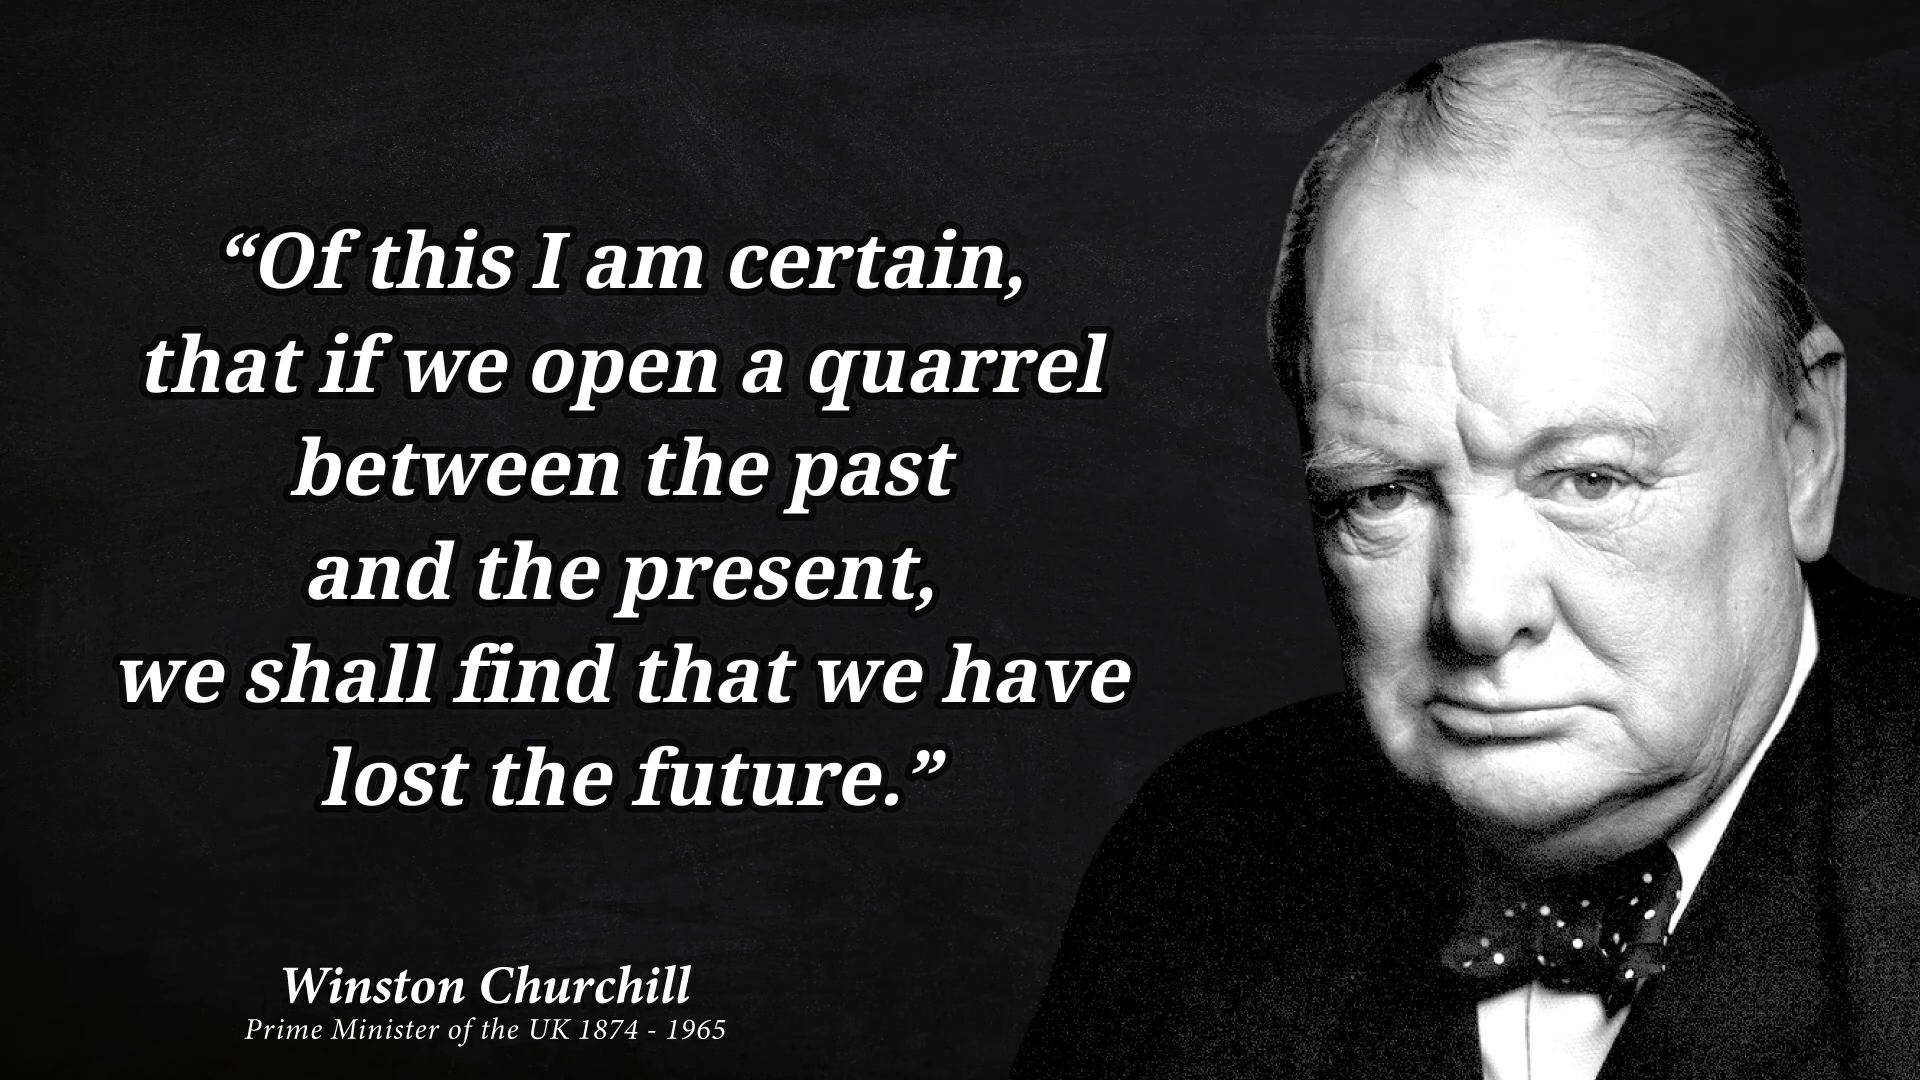 “Of this I am certain,
that if we open a quarrel
between the past
and the present,
we shall find that we have
lost the future.”
Winston Churchill
Prime Minister of the UK 1874 - 1965